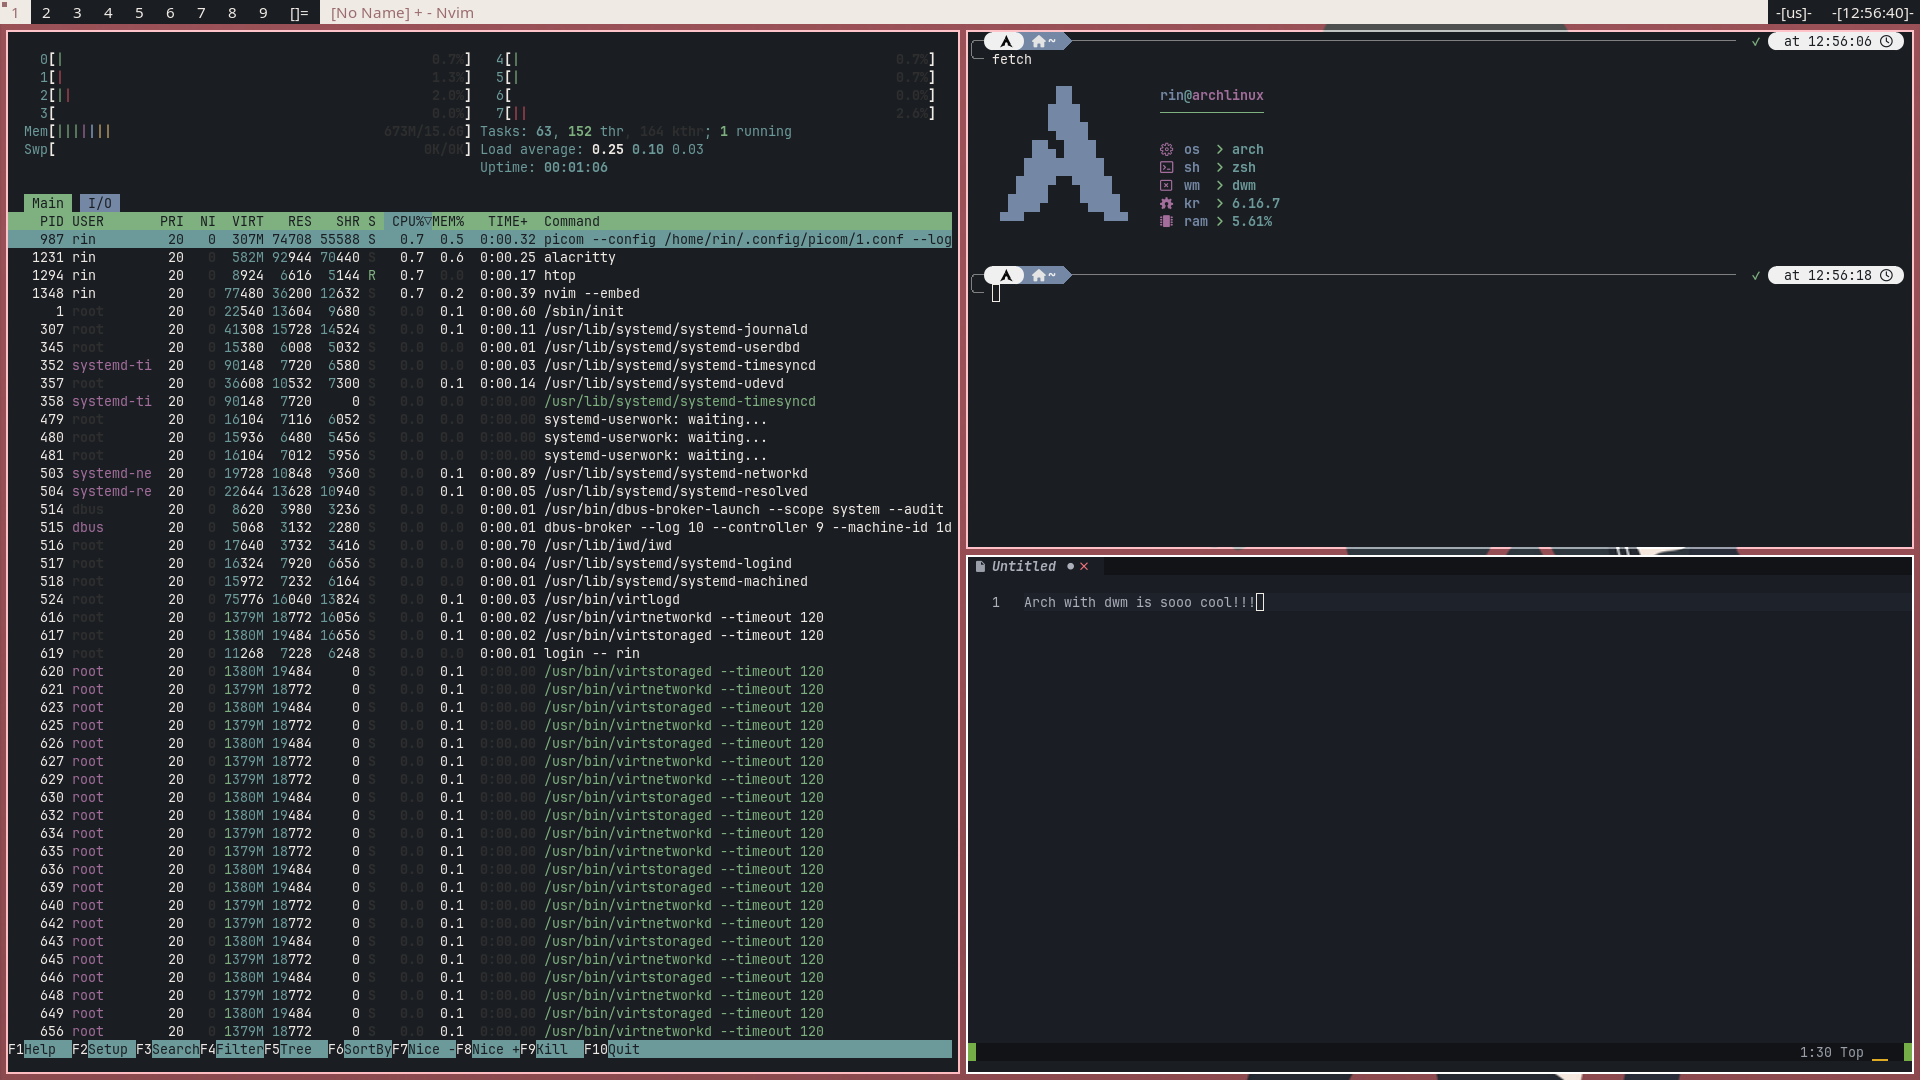 1 2 3 4 5 6 7 8 9 []= [No Name] + - Nvim -[us]- -[12:56:40]-
0[| 0.7%] 4[| 0.7%]
1[| 1.3%] 5[| 0.7%]
2[|| 2.0%] 6[ 0.0%]
3[ 0.0%] 7[|| 2.6%]
Mem[||||||| 673M/15.6G] Tasks: 63, 152 thr, 164 kthr; 1 running
Swp[ 0K/0K] Load average: 0.25 0.10 0.03
Uptime: 00:01:06
Main I/O
PID USER PRI NI VIRT RES SHR S CPU%▽MEM% TIME+ Command
987 rin 20 0 307M 74708 55588 S 0.7 0.5 0:00.32 picom --config /home/rin/.config/picom/1.conf --log
1231 rin 20 0 582M 92944 70440 S 0.7 0.6 0:00.25 alacritty
1294 rin 20 0 8924 6616 5144 R 0.7 0.0 0:00.17 htop
1348 rin 20 0 77480 36200 12632 S 0.7 0.2 0:00.39 nvim --embed
1 root 20 0 22540 13604 9680 S 0.0 0.1 0:00.60 /sbin/init
307 root 20 0 41308 15728 14524 S 0.0 0.1 0:00.11 /usr/lib/systemd/systemd-journald
345 root 20 0 15380 6008 5032 S 0.0 0.0 0:00.01 /usr/lib/systemd/systemd-userdbd
352 systemd-ti 20 0 90148 7720 6580 S 0.0 0.0 0:00.03 /usr/lib/systemd/systemd-timesyncd
357 root 20 0 36608 10532 7300 S 0.0 0.1 0:00.14 /usr/lib/systemd/systemd-udevd
358 systemd-ti 20 0 90148 7720 0 S 0.0 0.0 0:00.00 /usr/lib/systemd/systemd-timesyncd
479 root 20 0 16104 7116 6052 S 0.0 0.0 0:00.00 systemd-userwork: waiting...
480 root 20 0 15936 6480 5456 S 0.0 0.0 0:00.00 systemd-userwork: waiting...
481 root 20 0 16104 7012 5956 S 0.0 0.0 0:00.00 systemd-userwork: waiting...
503 systemd-ne 20 0 19728 10848 9360 S 0.0 0.1 0:00.89 /usr/lib/systemd/systemd-networkd
504 systemd-re 20 0 22644 13628 10940 S 0.0 0.1 0:00.05 /usr/lib/systemd/systemd-resolved
514 dbus 20 0 8620 3980 3236 S 0.0 0.0 0:00.01 /usr/bin/dbus-broker-launch --scope system --audit
515 dbus 20 0 5068 3132 2280 S 0.0 0.0 0:00.01 dbus-broker --log 10 --controller 9 --machine-id 1d
516 root 20 0 17640 3732 3416 S 0.0 0.0 0:00.70 /usr/lib/iwd/iwd
517 root 20 0 16324 7920 6656 S 0.0 0.0 0:00.04 /usr/lib/systemd/systemd-logind
518 root 20 0 15972 7232 6164 S 0.0 0.0 0:00.01 /usr/lib/systemd/systemd-machined
524 root 20 0 75776 16040 13824 S 0.0 0.1 0:00.03 /usr/bin/virtlogd
616 root 20 0 1379M 18772 16056 S 0.0 0.1 0:00.02 /usr/bin/virtnetworkd --timeout 120
617 root 20 0 1380M 19484 16656 S 0.0 0.1 0:00.02 /usr/bin/virtstoraged --timeout 120
619 root 20 0 11268 7228 6248 S 0.0 0.0 0:00.01 login -- rin
620 root 20 0 1380M 19484 0 S 0.0 0.1 0:00.00 /usr/bin/virtstoraged --timeout 120
621 root 20 0 1379M 18772 0 S 0.0 0.1 0:00.00 /usr/bin/virtnetworkd --timeout 120
623 root 20 0 1380M 19484 0 S 0.0 0.1 0:00.00 /usr/bin/virtstoraged --timeout 120
625 root 20 0 1379M 18772 0 S 0.0 0.1 0:00.00 /usr/bin/virtnetworkd --timeout 120
626 root 20 0 1380M 19484 0 S 0.0 0.1 0:00.00 /usr/bin/virtstoraged --timeout 120
627 root 20 0 1379M 18772 0 S 0.0 0.1 0:00.00 /usr/bin/virtnetworkd --timeout 120
629 root 20 0 1379M 18772 0 S 0.0 0.1 0:00.00 /usr/bin/virtnetworkd --timeout 120
630 root 20 0 1380M 19484 0 S 0.0 0.1 0:00.00 /usr/bin/virtstoraged --timeout 120
632 root 20 0 1380M 19484 0 S 0.0 0.1 0:00.00 /usr/bin/virtstoraged --timeout 120
634 root 20 0 1379M 18772 0 S 0.0 0.1 0:00.00 /usr/bin/virtnetworkd --timeout 120
635 root 20 0 1379M 18772 0 S 0.0 0.1 0:00.00 /usr/bin/virtnetworkd --timeout 120
636 root 20 0 1380M 19484 0 S 0.0 0.1 0:00.00 /usr/bin/virtstoraged --timeout 120
639 root 20 0 1380M 19484 0 S 0.0 0.1 0:00.00 /usr/bin/virtstoraged --timeout 120
640 root 20 0 1379M 18772 0 S 0.0 0.1 0:00.00 /usr/bin/virtnetworkd --timeout 120
642 root 20 0 1379M 18772 0 S 0.0 0.1 0:00.00 /usr/bin/virtnetworkd --timeout 120
643 root 20 0 1380M 19484 0 S 0.0 0.1 0:00.00 /usr/bin/virtstoraged --timeout 120
645 root 20 0 1379M 18772 0 S 0.0 0.1 0:00.00 /usr/bin/virtnetworkd --timeout 120
646 root 20 0 1380M 19484 0 S 0.0 0.1 0:00.00 /usr/bin/virtstoraged --timeout 120
648 root 20 0 1379M 18772 0 S 0.0 0.1 0:00.00 /usr/bin/virtnetworkd --timeout 120
649 root 20 0 1380M 19484 0 S 0.0 0.1 0:00.00 /usr/bin/virtstoraged --timeout 120
656 root 20 0 1379M 18772 0 S 0.0 0.1 0:00.00 /usr/bin/virtnetworkd --timeout 120
F1Help F2Setup F3SearchF4FilterF5Tree F6SortByF7Nice -F8Nice +F9Kill F10Quit
~ ✓ at 12:56:06
fetch
rin@archlinux
os > arch
sh > zsh
wm > dwm
kr > 6.16.7
ram > 5.61%
~ ✓ at 12:56:18
Untitled ● ×
1 Arch with dwm is sooo cool!!!
1:30 Top